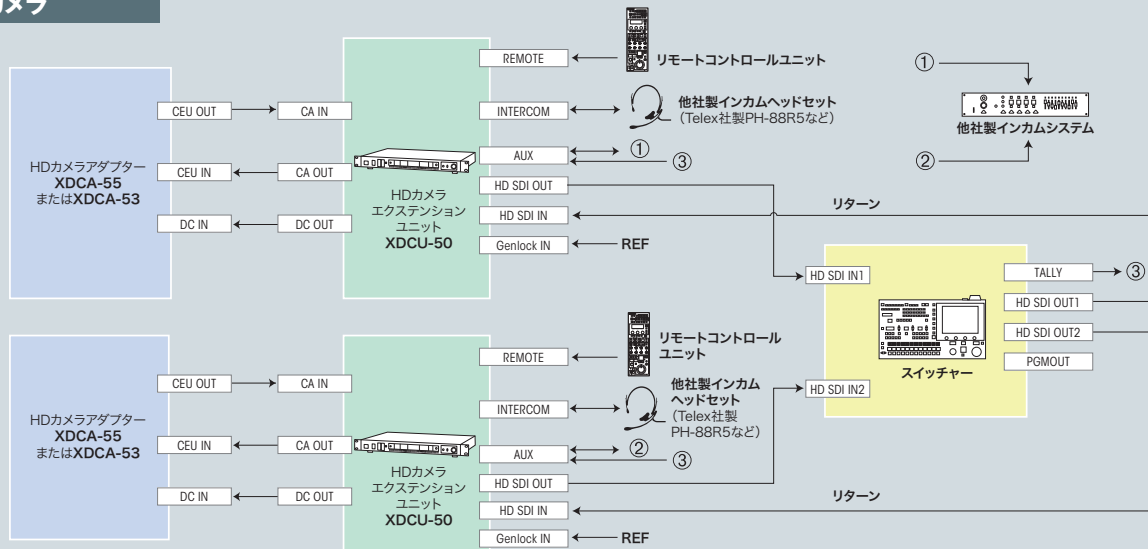 カメラ
HDカメラアダプター
XDCA-55
またはXDCA-53
CEU OUT
CEU IN
DC IN
CA IN
CA OUT
DC OUT
HDカメラ
エクステンション
ユニット
XDCU-50
REMOTE
INTERCOM
AUX
HD SDI OUT
HD SDI IN
Genlock IN
リモートコントロールユニット
他社製インカムヘッドセット
（Telex社製PH-88R5など）
①
③
REF
リターン
①
他社製インカムシステム
②
HD SDI IN1
HD SDI IN2
スイッチャー
TALLY
HD SDI OUT1
HD SDI OUT2
PGMOUT
③
HDカメラアダプター
XDCA-55
またはXDCA-53
CEU OUT
CEU IN
DC IN
CA IN
CA OUT
DC OUT
HDカメラ
エクステンション
ユニット
XDCU-50
REMOTE
INTERCOM
AUX
HD SDI OUT
HD SDI IN
Genlock IN
リモートコントロール
ユニット
他社製インカム
ヘッドセット
（Telex社製
PH-88R5など）
②
③
REF
リターン